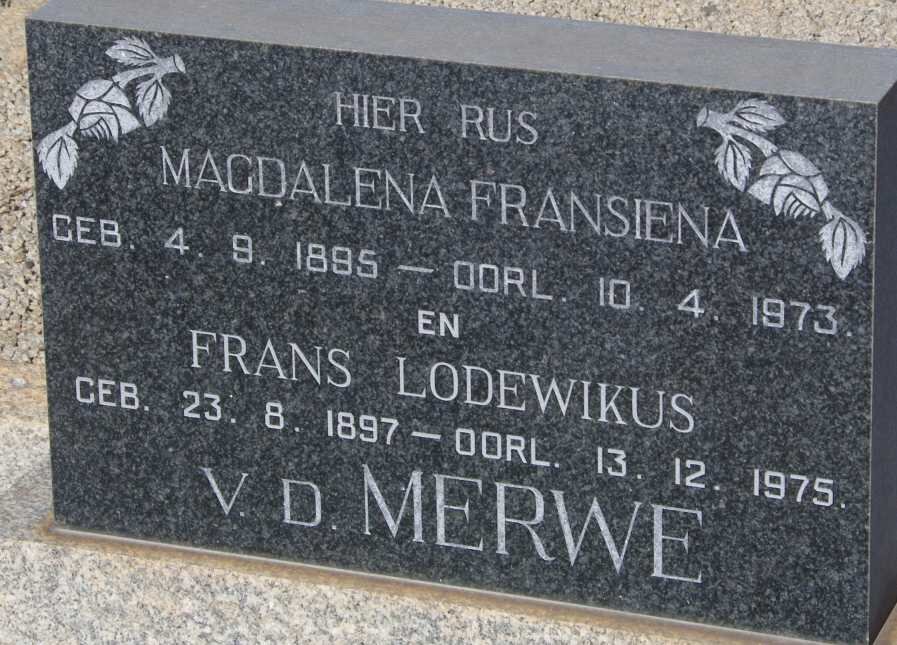 HIER RUS
MAGDALENA FRANSIENA
GEB. 4. 9. 1895 — OORL. 10. 4. 1973.
EN
FRANS LODEWIKUS
GEB. 23. 8. 1897 — OORL. 13. 12. 1975.
V. D. MERWE